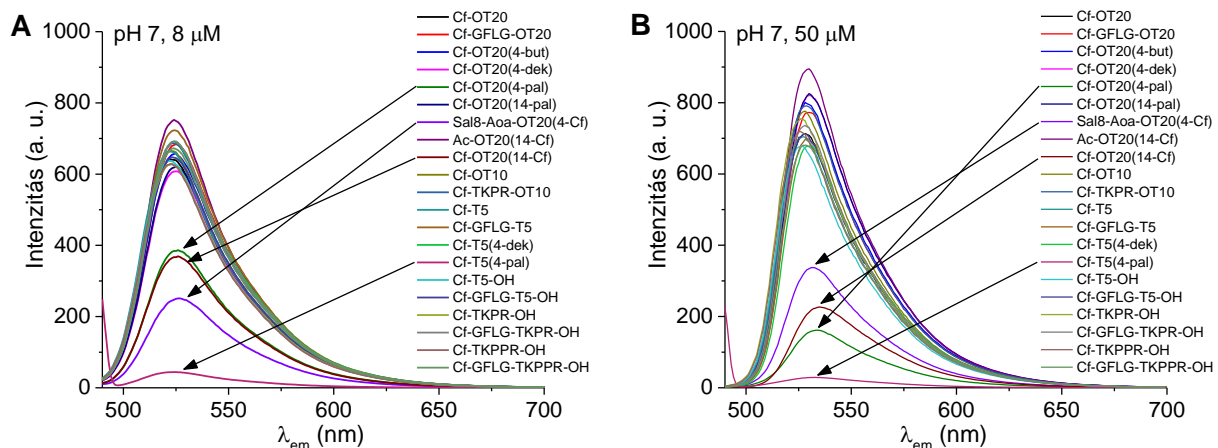 A
pH 7, 8 μM
Intenzitás (a. u.)
1000
800
600
400
200
0
500
550
600
650
700
λem (nm)
Cf-OT20
Cf-GFLG-OT20
Cf-OT20(4-but)
Cf-OT20(4-dek)
Cf-OT20(4-pal)
Cf-OT20(14-pal)
Sal8-Aoa-OT20(4-Cf)
Ac-OT20(14-Cf)
Cf-OT20(14-Cf)
Cf-OT10
Cf-TKPR-OT10
Cf-T5
Cf-GFLG-T5
Cf-T5(4-dek)
Cf-T5(4-pal)
Cf-T5-OH
Cf-GFLG-T5-OH
Cf-TKPR-OH
Cf-GFLG-TKPR-OH
Cf-TKPPR-OH
Cf-GFLG-TKPPR-OH
B
pH 7, 50 μM
Intenzitás (a. u.)
1000
800
600
400
200
0
500
550
600
650
700
λem (nm)
Cf-OT20
Cf-GFLG-OT20
Cf-OT20(4-but)
Cf-OT20(4-dek)
Cf-OT20(4-pal)
Cf-OT20(14-pal)
Sal8-Aoa-OT20(4-Cf)
Ac-OT20(14-Cf)
Cf-OT20(14-Cf)
Cf-OT10
Cf-TKPR-OT10
Cf-T5
Cf-GFLG-T5
Cf-T5(4-dek)
Cf-T5(4-pal)
Cf-T5-OH
Cf-GFLG-T5-OH
Cf-TKPR-OH
Cf-GFLG-TKPR-OH
Cf-TKPPR-OH
Cf-GFLG-TKPPR-OH